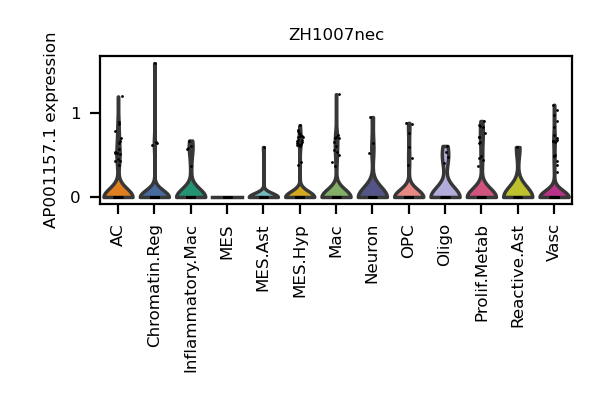 ZH1007nec
AP001157.1 expression
1
0
AC
Chromatin.Reg
Inflammatory.Mac
MES
MES.Ast
MES.Hyp
Mac
Neuron
OPC
Oligo
Prolif.Metab
Reactive.Ast
Vasc